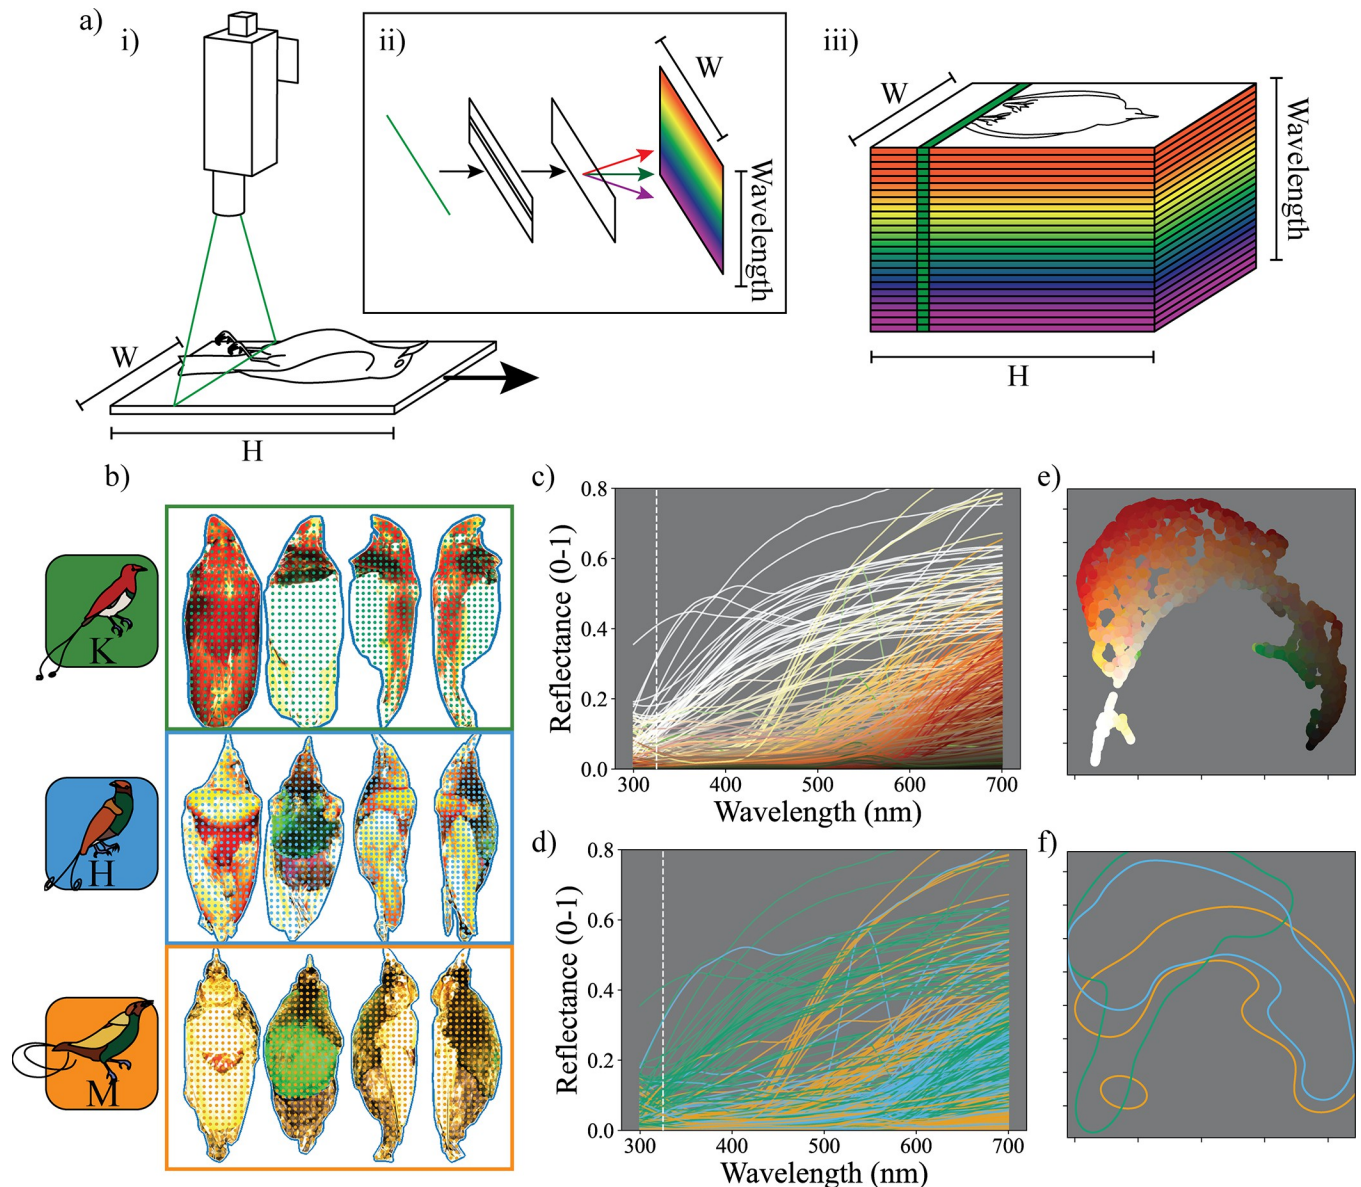 a)
i)
W
H
ii)
W
Wavelength
iii)
W
Wavelength
H
b)
K
H
M
c)
Reflectance (0-1)
0.8
0.6
0.4
0.2
0.0
300 400 500 600 700
Wavelength (nm)
d)
Reflectance (0-1)
0.8
0.6
0.4
0.2
0.0
300 400 500 600 700
Wavelength (nm)
e)
f)